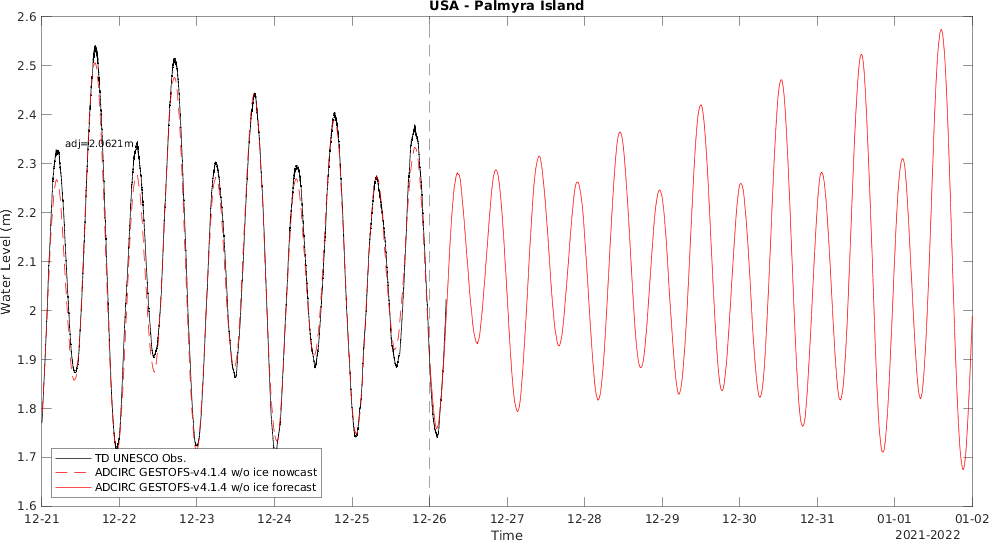 USA - Palmyra Island
2.6
2.5
2.4
2.3
2.2
2.1
2
1.9
1.8
1.7
1.6
Water Level (m)
adj=2.0621m
TD UNESCO Obs.
ADCIRC GESTOFS-v4.1.4 w/o ice nowcast
ADCIRC GESTOFS-v4.1.4 w/o ice forecast
12-21 12-22 12-23 12-24 12-25 12-26 12-27 12-28 12-29 12-30 12-31 01-01 01-02
Time
2021-2022